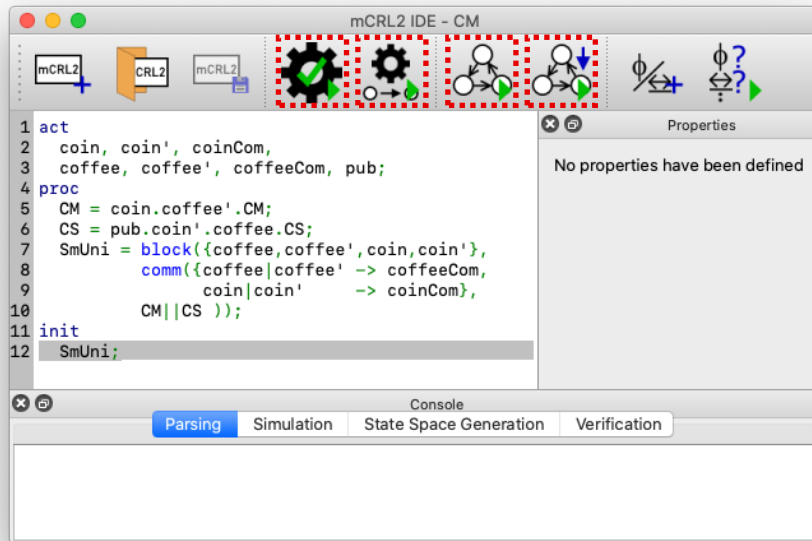 mCRL2 IDE - CM
mCRL2
CRL2
mCRL2
ϕ
ϕ?
?
1 act
2   coin, coin', coinCom,
3   coffee, coffee', coffeeCom, pub;
4 proc
5   CM = coin.coffee'.CM;
6   CS = pub.coin'.coffee.CS;
7   SmUni = block({coffee,coffee',coin,coin'},
8           comm({coffee|coffee' -> coffeeCom,
9                 coin|coin'     -> coinCom},
10           CM||CS ));
11 init
12   SmUni;
Properties
No properties have been defined
Console
Parsing Simulation State Space Generation Verification